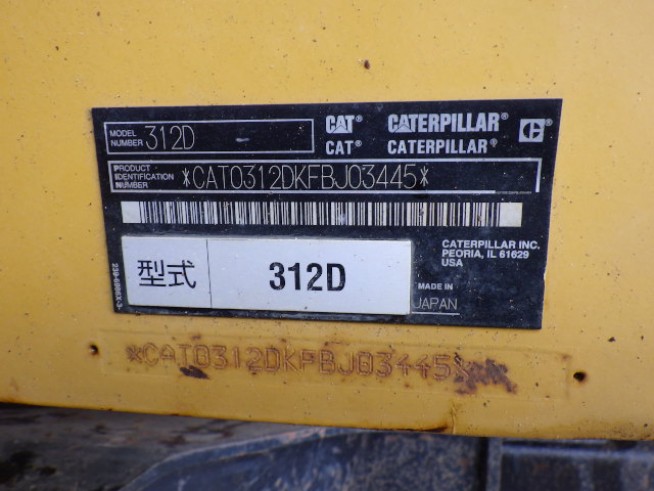 MODEL NUMBER 312D -
CAT® CATERPILLAR® C
CAT® CATERPILLAR®
PRODUCT IDENTIFICATION NUMBER *CAT0312DKFBJ03445*
CATERPILLAR INC.
PEORIA, IL 61629
USA
型式 312D
MADE IN
JAPAN
*CAT0312DKFBJ03445*